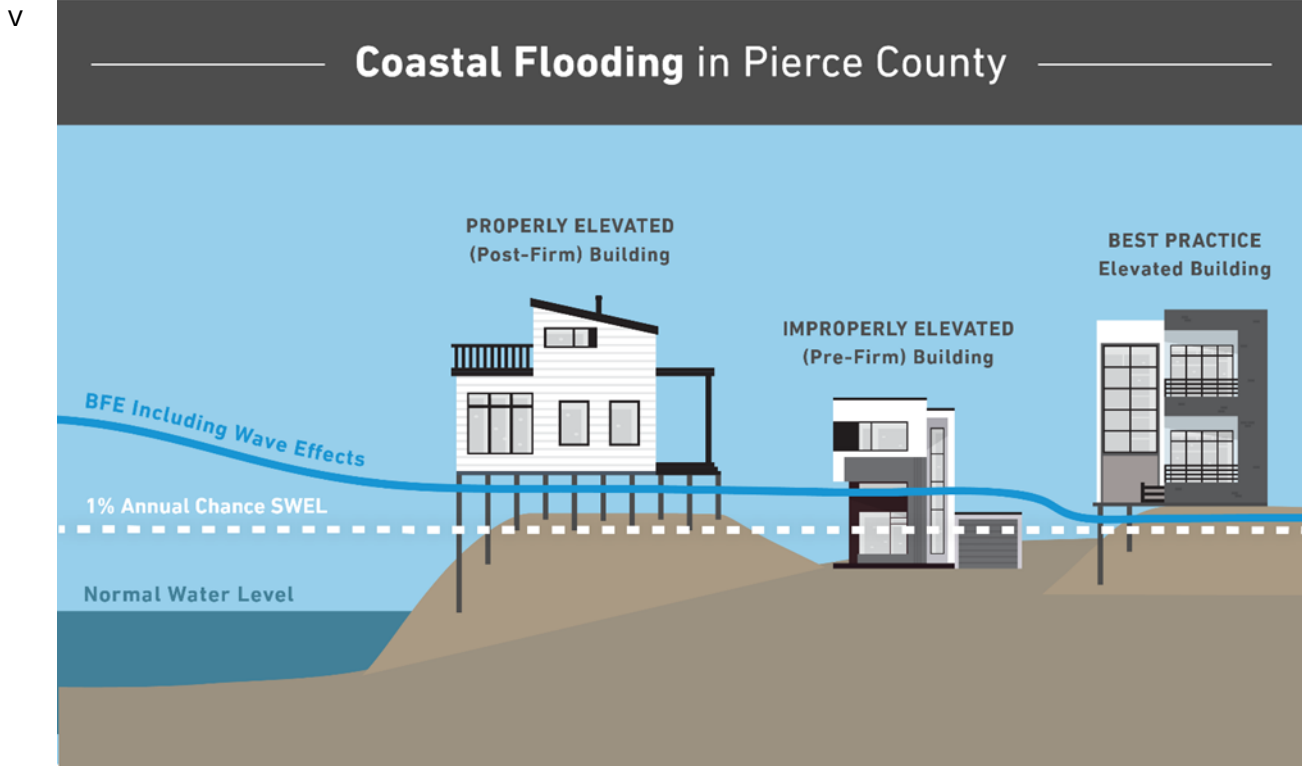 v
Coastal Flooding in Pierce County
PROPERLY ELEVATED
(Post-Firm) Building
BEST PRACTICE
Elevated Building
IMPROPERLY ELEVATED
(Pre-Firm) Building
BFE Including Wave Effects
1% Annual Chance SWEL
Normal Water Level